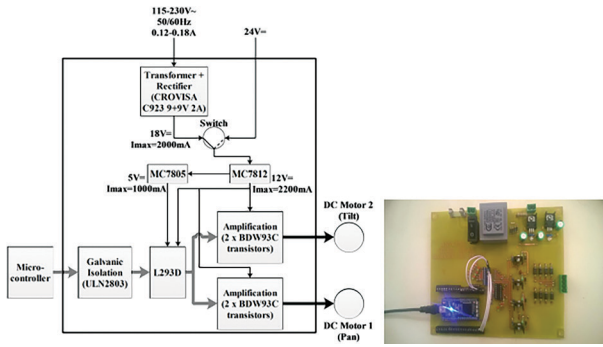 115-230V~
50/60Hz
0.12-0.18A
24V=
Transformer +
Rectifier
(CROVISA
C923 9+9V 2A)
Switch
18V=
Imax=2000mA
MC7805
MC7812
5V=
Imax=1000mA
12V=
Imax=2200mA
DC Motor 2
(Tilt)
Amplification
(2 x BDW93C
transistors)
Micro-
controller
Galvanic
Isolation
(ULN2803)
L293D
Amplification
(2 x BDW93C
transistors)
DC Motor 1
(Pan)